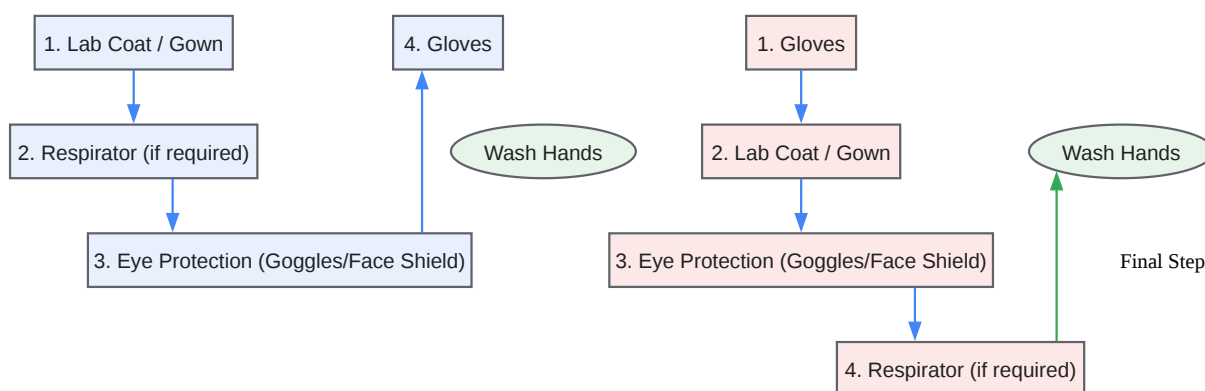 1. Lab Coat / Gown
2. Respirator (if required)
3. Eye Protection (Goggles/Face Shield)
4. Gloves
Wash Hands
1. Gloves
2. Lab Coat / Gown
3. Eye Protection (Goggles/Face Shield)
4. Respirator (if required)
Wash Hands
Final Step